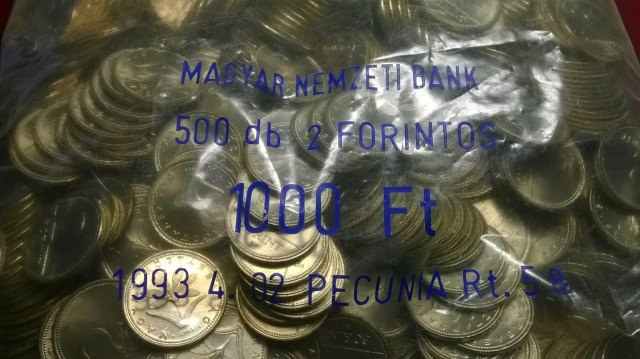 MAGYAR NEMZETI BANK
500 db 2 FORINTOS
1000 Ft
1993 4. 02 PECUNIA Rt. 5 8